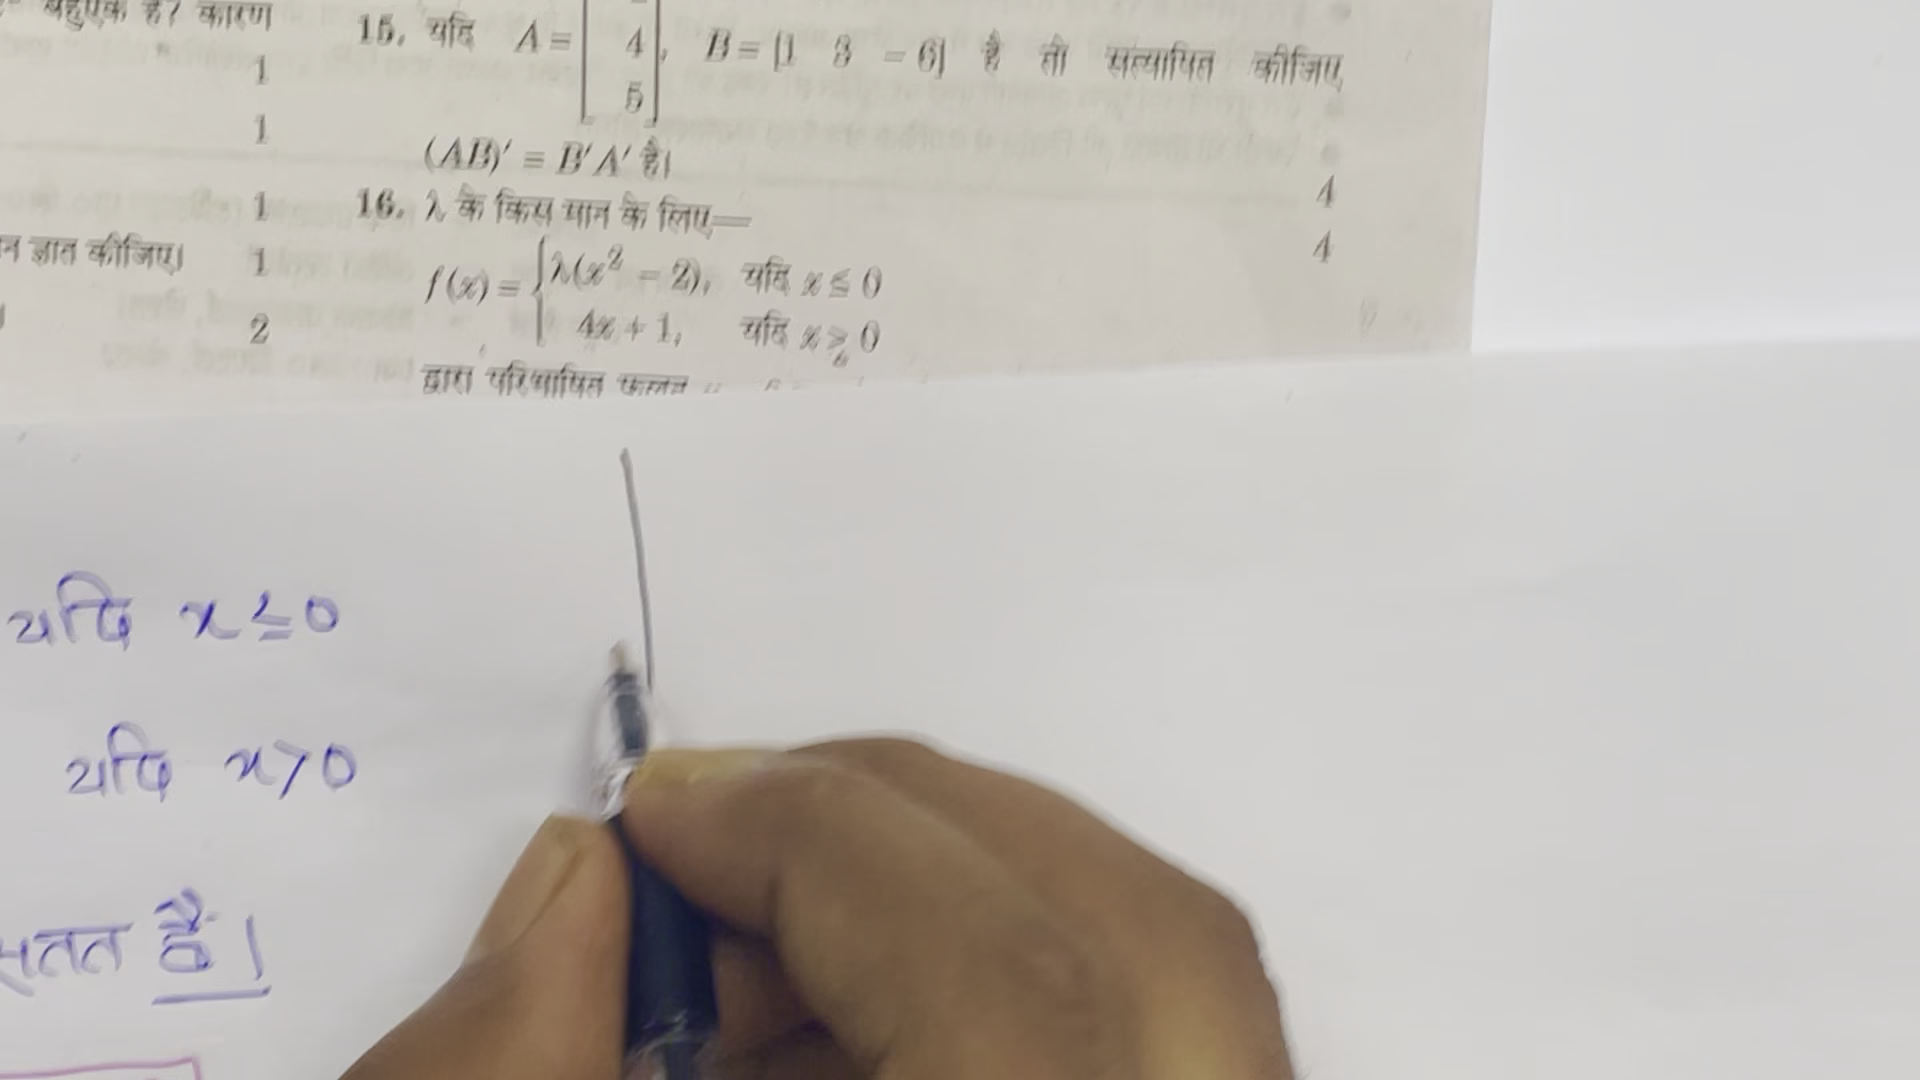 बहुएक है? कारण
1
1
1
न ज्ञात कीजिए। 1
2
15. यदि A = [ 4 5 ], B = [1 3 – 6] है तो सत्यापित कीजिए,
(AB)′ = B′A′ है। 4
16. λ के किस मान के लिए— 4
f(x) = { λ(x² – 2), यदि x ≤ 0
4x + 1, यदि x > 0
द्वारा परिभाषित फलन
यदि x ≤ 0
यदि x > 0
सतत है।